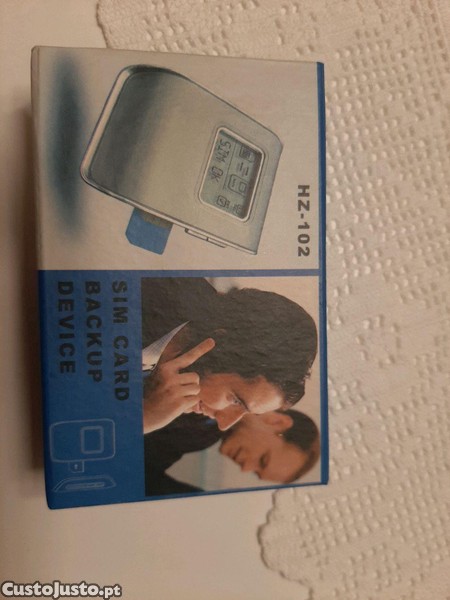 HZ-102
SIM CARD
BACKUP
DEVICE
CustoJusto.pt